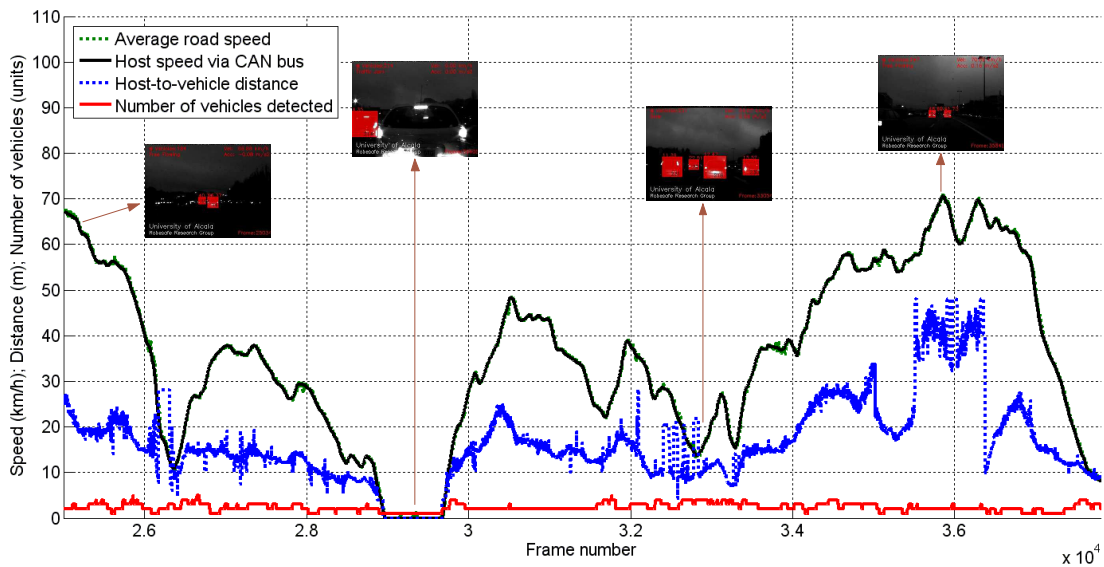 110
100
90
80
70
60
50
40
30
20
10
0
Speed (km/h); Distance (m); Number of vehicles (units)
Average road speed
Host speed via CAN bus
Host-to-vehicle distance
Number of vehicles detected
University of Alcala
Robesafe Research Group
University of Alcala
Robesafe Research Group
University of Alcala
Robesafe Research Group
University of Alcala
Robesafe Research Group
2.6
2.8
3
3.2
3.4
3.6
Frame number
x 10⁴